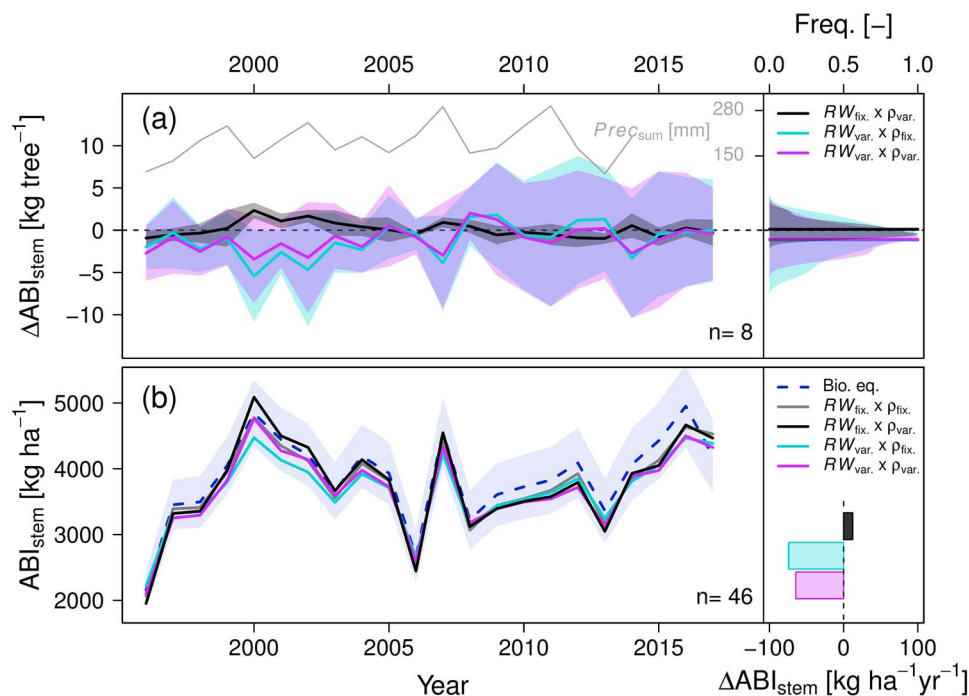 Freq. [−]
2000 2005 2010 2015 0.0 0.5 1.0
(a)
Prec_sum [mm]
280
150
RW_fix. x ρ_var.
RW_var. x ρ_fix.
RW_var. x ρ_var.
10
5
0
−5
−10
ΔABI_stem [kg tree⁻¹]
n= 8
(b)
Bio. eq.
RW_fix. x ρ_fix.
RW_fix. x ρ_var.
RW_var. x ρ_fix.
RW_var. x ρ_var.
5000
4000
3000
2000
ABI_stem [kg ha⁻¹]
n= 46
2000 2005 2010 2015 −100 0 100
Year
ΔABI_stem [kg ha⁻¹yr⁻¹]